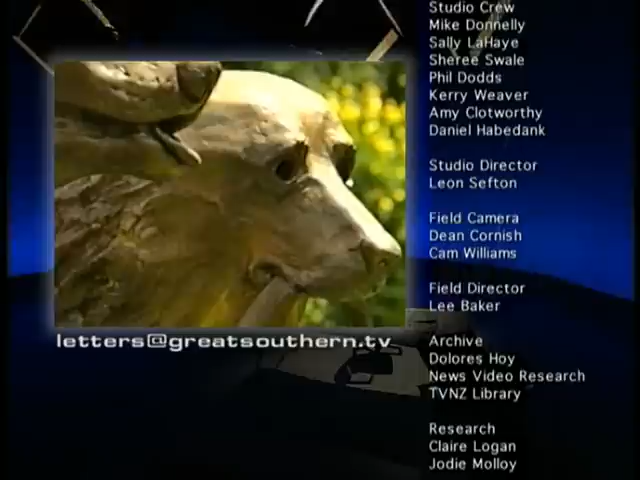 Studio Crew
Mike Donnelly
Sally LaHaye
Sheree Swale
Phil Dodds
Kerry Weaver
Amy Clotworthy
Daniel Habedank
Studio Director
Leon Sefton
Field Camera
Dean Cornish
Cam Williams
Field Director
Lee Baker
letters@greatsouthern.tv
Archive
Dolores Hoy
News Video Research
TVNZ Library
Research
Claire Logan
Jodie Molloy